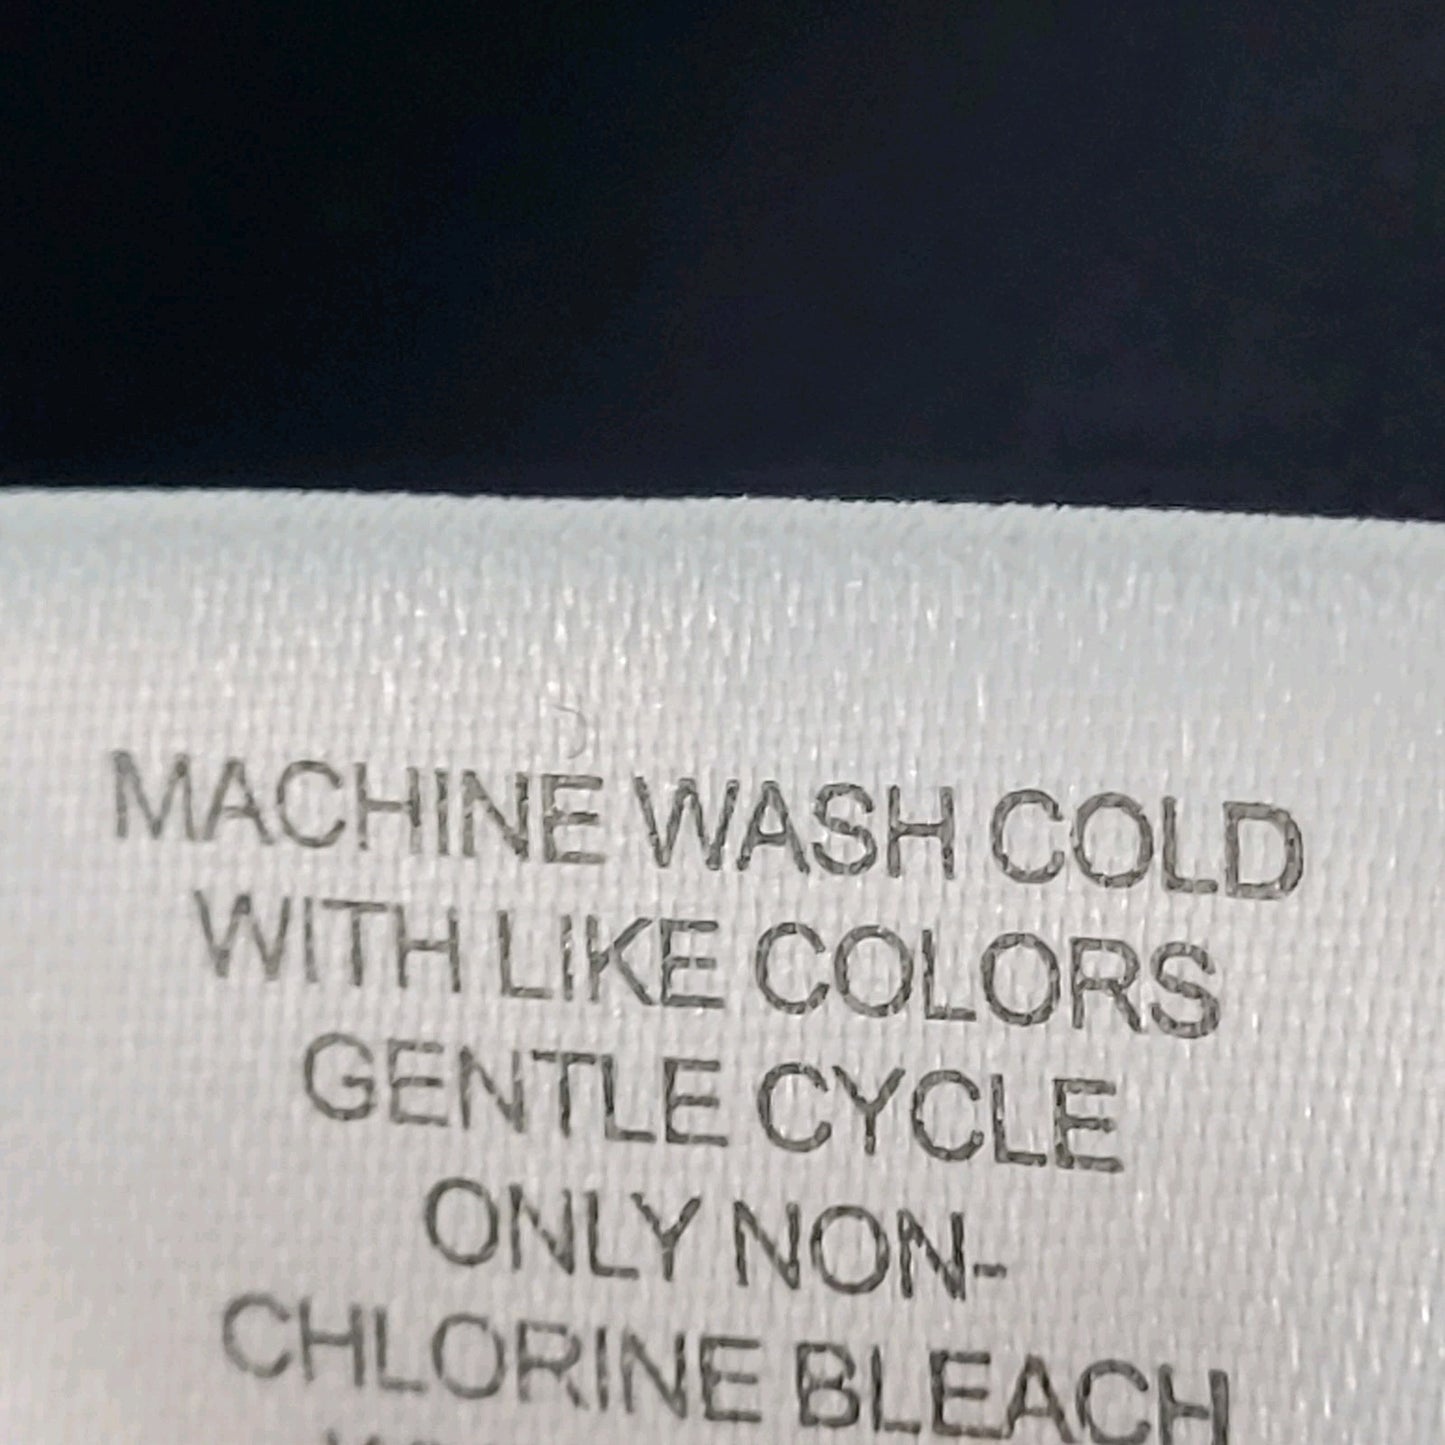 MACHINE WASH COLD
WITH LIKE COLORS
GENTLE CYCLE
ONLY NON-
CHLORINE BLEACH